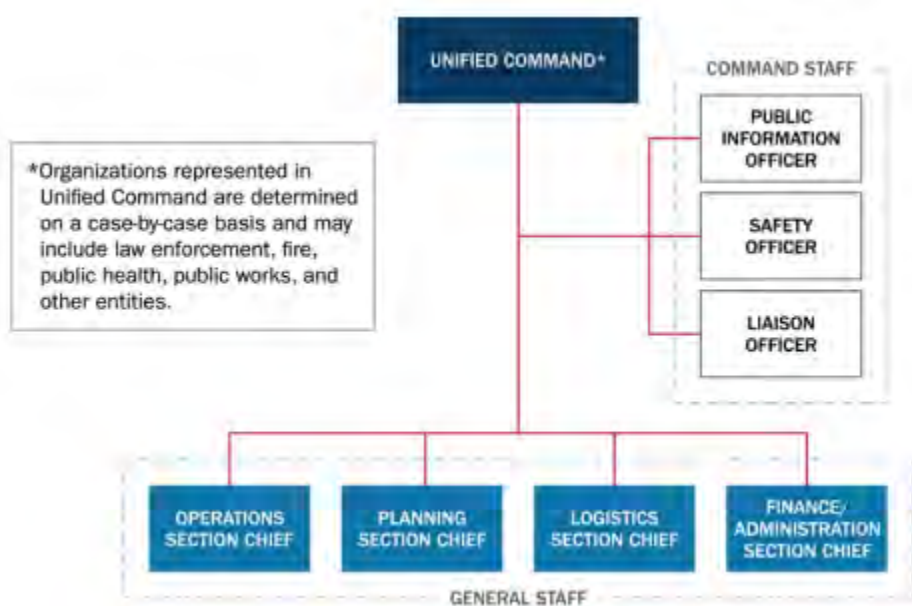 UNIFIED COMMAND*
COMMAND STAFF
PUBLIC
INFORMATION
OFFICER
SAFETY
OFFICER
LIAISON
OFFICER
*Organizations represented in
Unified Command are determined
on a case-by-case basis and may
include law enforcement, fire,
public health, public works, and
other entities.
OPERATIONS
SECTION CHIEF
PLANNING
SECTION CHIEF
LOGISTICS
SECTION CHIEF
FINANCE/
ADMINISTRATION
SECTION CHIEF
GENERAL STAFF